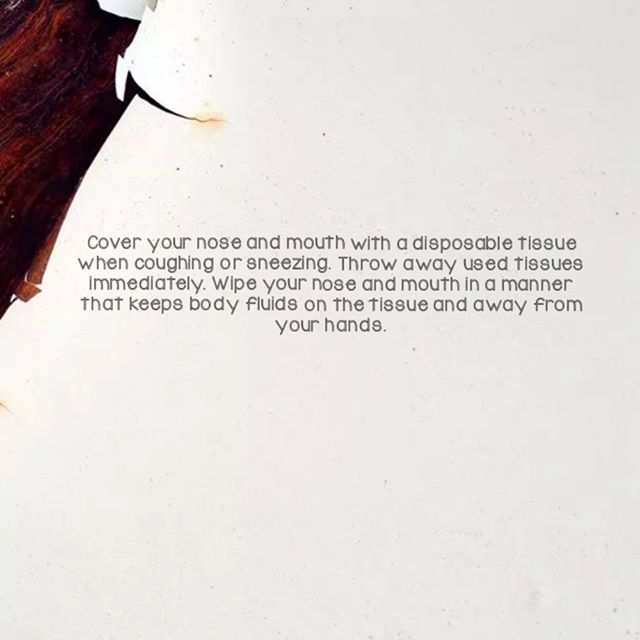 Cover your nose and mouth with a disposable tissue
when coughing or sneezing. Throw away used tissues
immediately. Wipe your nose and mouth in a manner
that keeps body fluids on the tissue and away from
your hands.